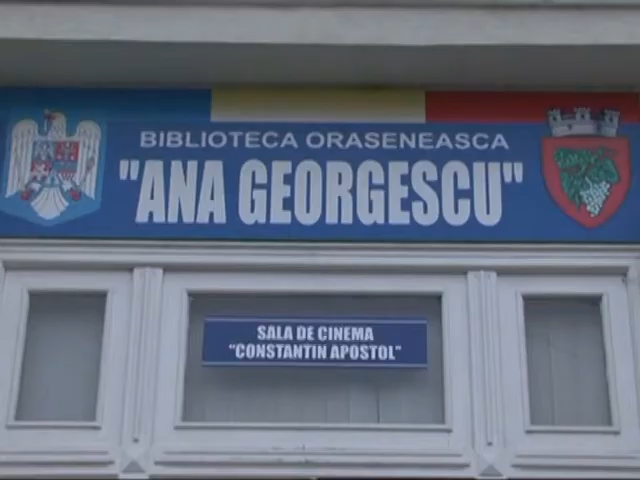 BIBLIOTECA ORASENEASCA
"ANA GEORGESCU"
SALA DE CINEMA
"CONSTANTIN APOSTOL"